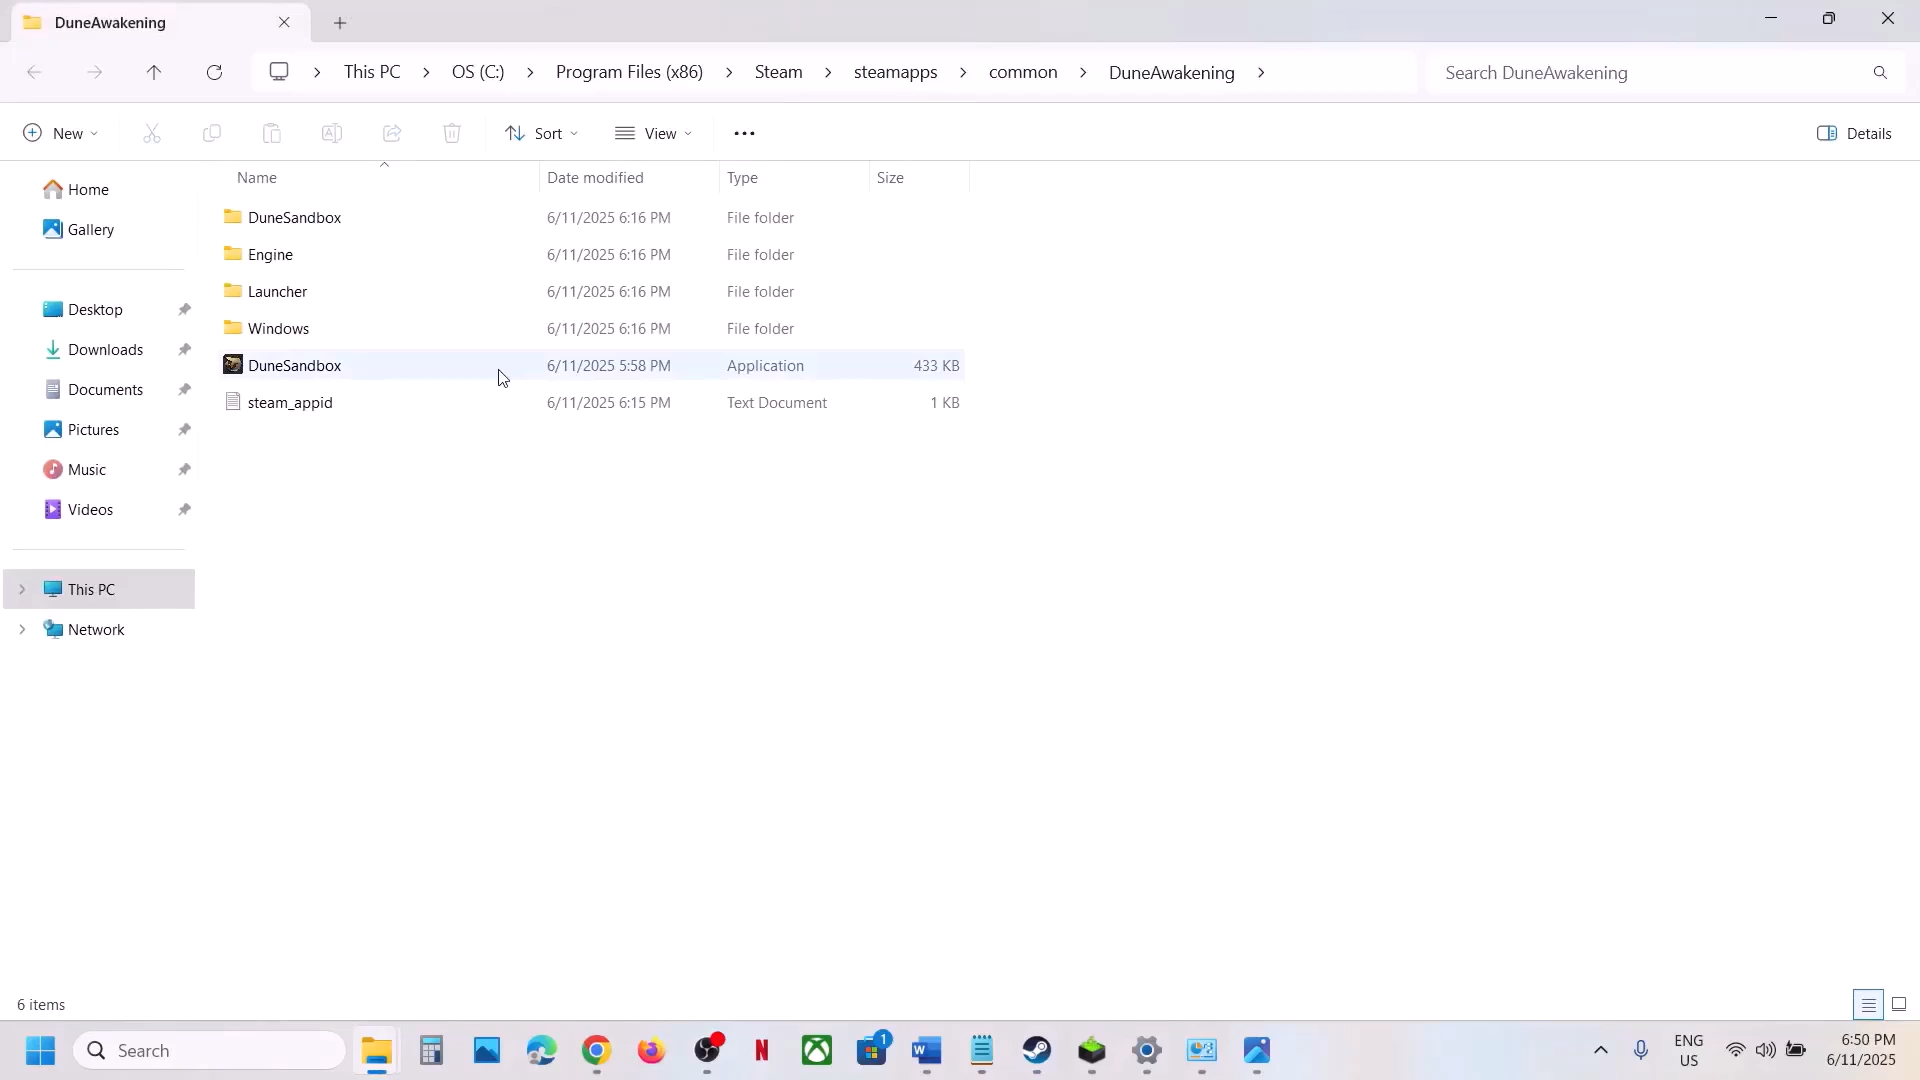 DuneAwakening
This PC > OS (C:) > Program Files (x86) > Steam > steamapps > common > DuneAwakening >
Search DuneAwakening
New
Sort
View
Details
Name Date modified Type Size
Home
Gallery
Desktop
Downloads
Documents
Pictures
Music
Videos
This PC
Network
DuneSandbox 6/11/2025 6:16 PM File folder
Engine 6/11/2025 6:16 PM File folder
Launcher 6/11/2025 6:16 PM File folder
Windows 6/11/2025 6:16 PM File folder
DuneSandbox 6/11/2025 5:58 PM Application 433 KB
steam_appid 6/11/2025 6:15 PM Text Document 1 KB
6 items
Search
N
1
W
ENG
US
6:50 PM
6/11/2025